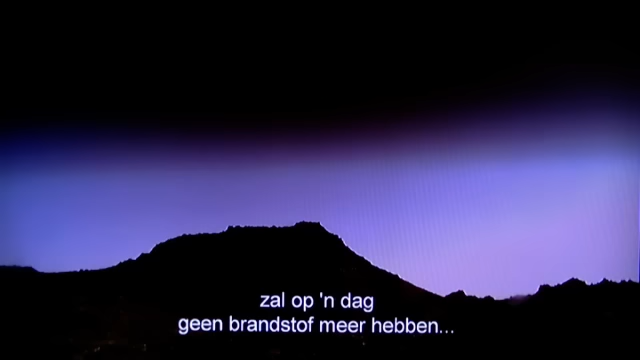 zal op 'n dag
geen brandstof meer hebben...